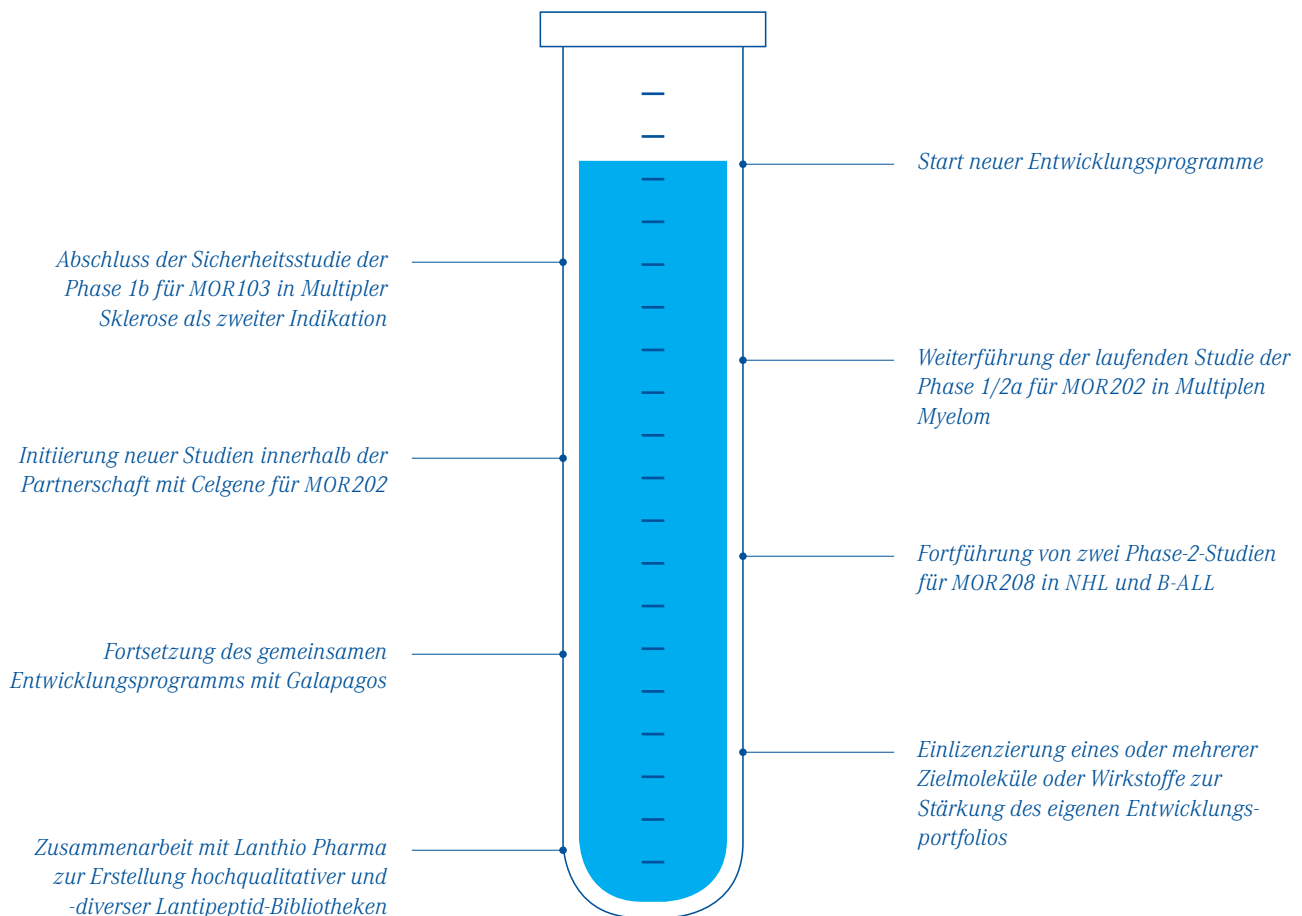 Start neuer Entwicklungsprogramme
Abschluss der Sicherheitsstudie der
Phase 1b für MOR103 in Multipler
Sklerose als zweiter Indikation
Weiterführung der laufenden Studie der
Phase 1/2a für MOR202 in Multiplen
Myelom
Initiierung neuer Studien innerhalb der
Partnerschaft mit Celgene für MOR202
Fortführung von zwei Phase-2-Studien
für MOR208 in NHL und B-ALL
Fortsetzung des gemeinsamen
Entwicklungsprogramms mit Galapagos
Einlizenzierung eines oder mehrerer
Zielmoleküle oder Wirkstoffe zur
Stärkung des eigenen Entwicklungs-
portfolios
Zusammenarbeit mit Lanthio Pharma
zur Erstellung hochqualitativer und
-diverser Lantipeptid-Bibliotheken